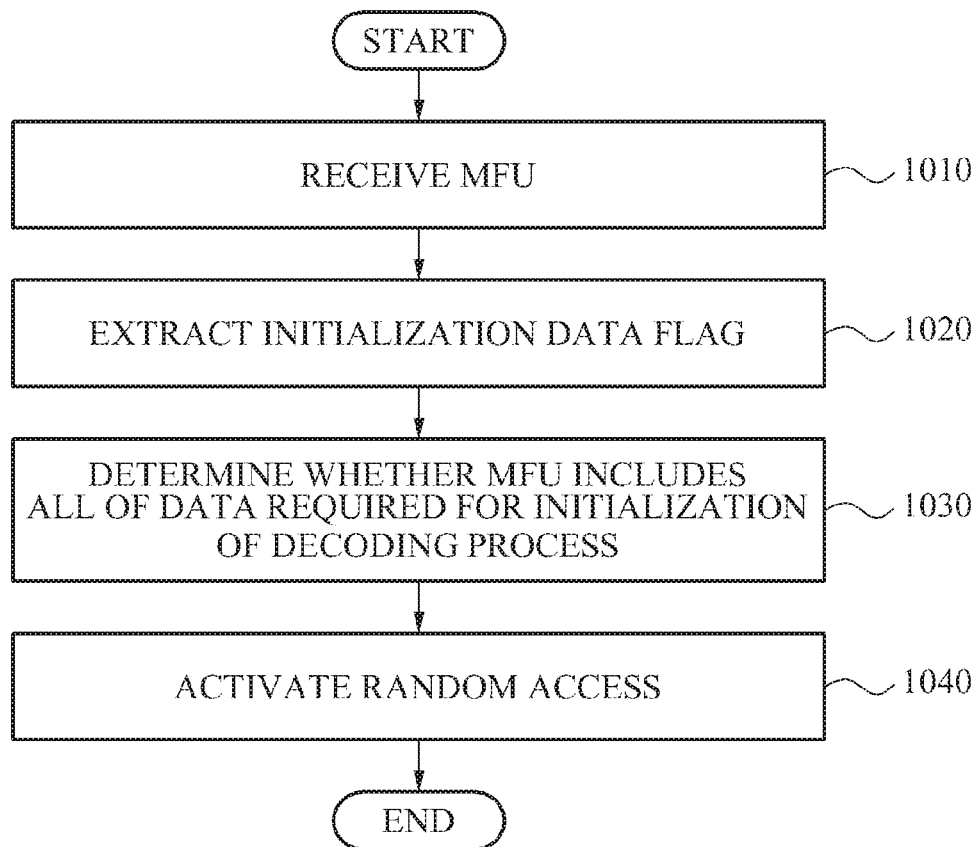 START
RECEIVE MFU
1010
EXTRACT INITIALIZATION DATA FLAG
1020
DETERMINE WHETHER MFU INCLUDES
ALL OF DATA REQUIRED FOR INITIALIZATION
OF DECODING PROCESS
1030
ACTIVATE RANDOM ACCESS
1040
END